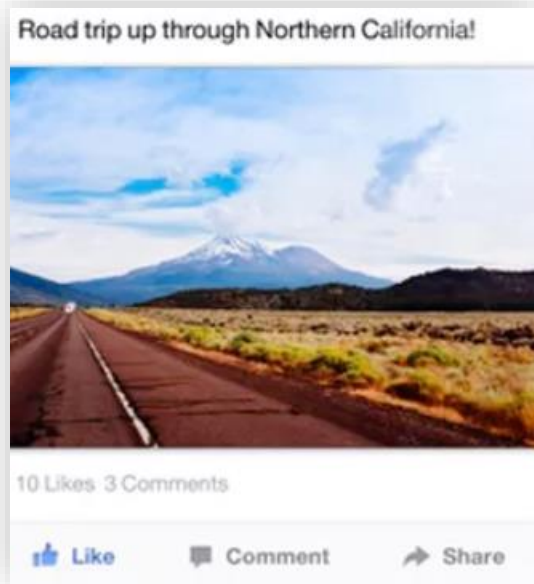 Road trip up through Northern California!
10 Likes 3 Comments
Like Comment Share